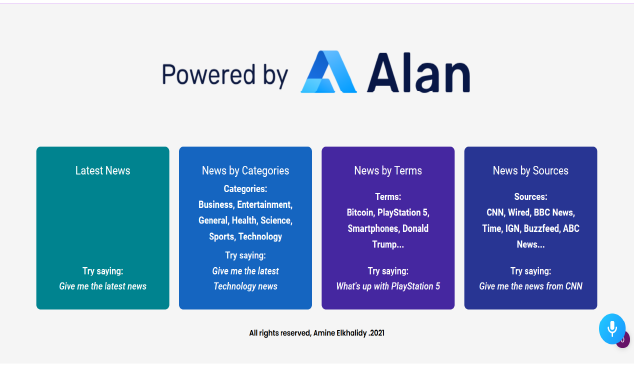 Powered by Alan
Latest News
Try saying:
Give me the latest news
News by Categories
Categories:
Business, Entertainment,
General, Health, Science,
Sports, Technology
Try saying:
Give me the latest
Technology news
News by Terms
Terms:
Bitcoin, PlayStation 5,
Smartphones, Donald
Trump...
Try saying:
What's up with PlayStation 5
News by Sources
Sources:
CNN, Wired, BBC News,
Time, IGN, Buzzfeed, ABC
News...
Try saying:
Give me the news from CNN
All rights reserved, Amine Elkhalidy .2021